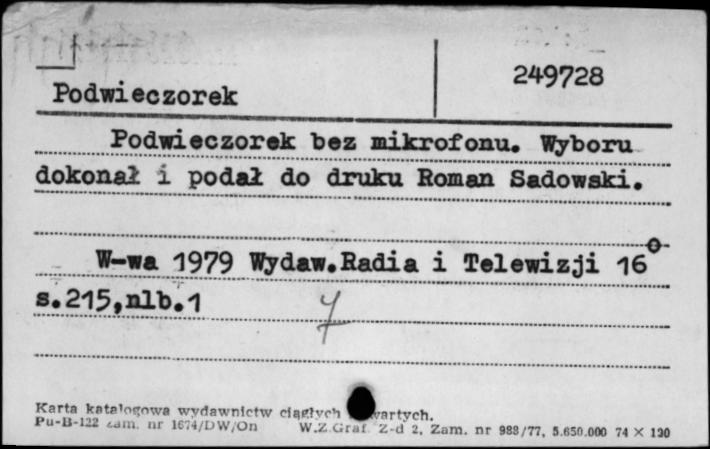 249728
Podwieczorek
Podwieczorek bez mikrofonu. Wyboru
dokonał i podał do druku Roman Sadowski.
W-wa 1979 Wydaw.Radia i Telewizji 16°
s.215,nlb.1
Karta katalogowa wydawnictw ciągłych
Pu-B-122 zam. nr 1674/DW/On W.Z.Graf. Z-d 2, Zam. nr 988/77, 5.650.000 74 × 120